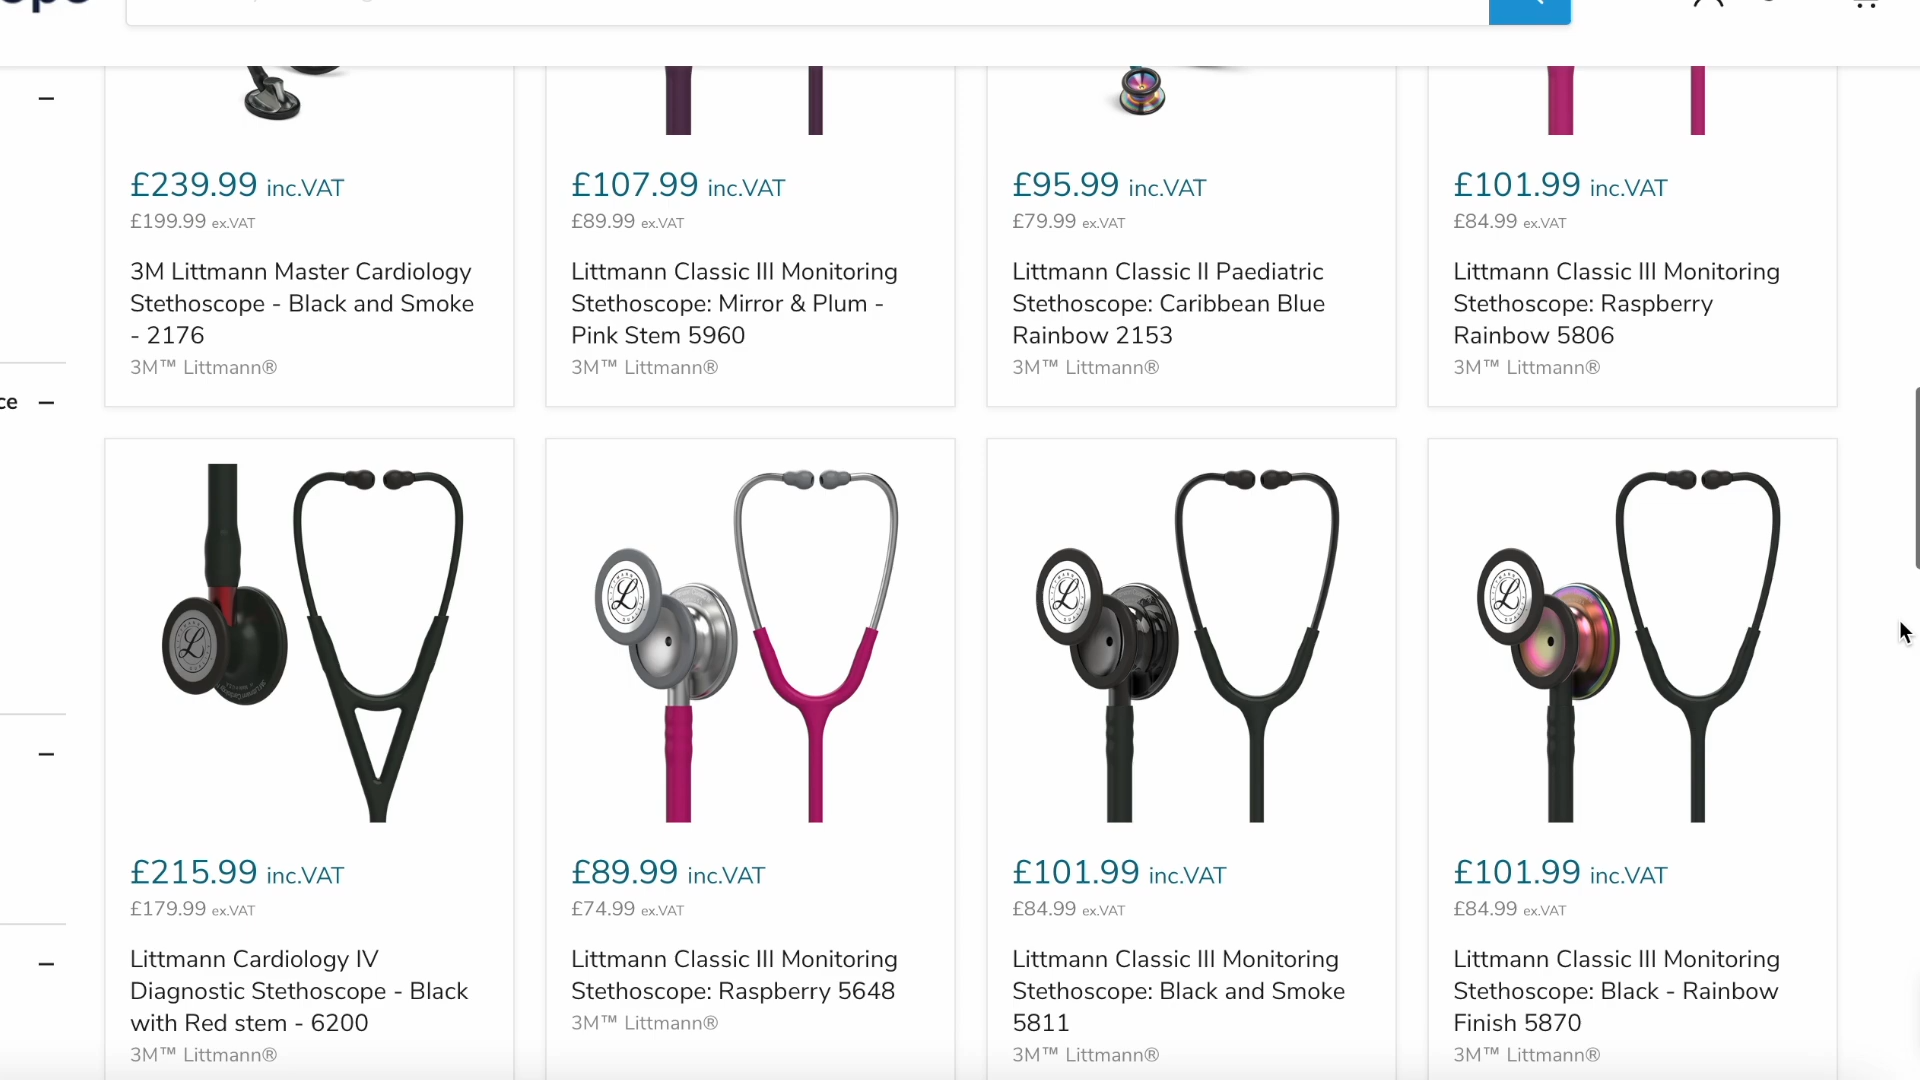 £239.99 inc.VAT
£199.99 ex.VAT
3M Littmann Master Cardiology
Stethoscope - Black and Smoke
- 2176
3M™ Littmann®
£107.99 inc.VAT
£89.99 ex.VAT
Littmann Classic III Monitoring
Stethoscope: Mirror & Plum -
Pink Stem 5960
3M™ Littmann®
£95.99 inc.VAT
£79.99 ex.VAT
Littmann Classic II Paediatric
Stethoscope: Caribbean Blue
Rainbow 2153
3M™ Littmann®
£101.99 inc.VAT
£84.99 ex.VAT
Littmann Classic III Monitoring
Stethoscope: Raspberry
Rainbow 5806
3M™ Littmann®
ce
£215.99 inc.VAT
£179.99 ex.VAT
Littmann Cardiology IV
Diagnostic Stethoscope - Black
with Red stem - 6200
3M™ Littmann®
£89.99 inc.VAT
£74.99 ex.VAT
Littmann Classic III Monitoring
Stethoscope: Raspberry 5648
3M™ Littmann®
£101.99 inc.VAT
£84.99 ex.VAT
Littmann Classic III Monitoring
Stethoscope: Black and Smoke
5811
3M™ Littmann®
£101.99 inc.VAT
£84.99 ex.VAT
Littmann Classic III Monitoring
Stethoscope: Black - Rainbow
Finish 5870
3M™ Littmann®